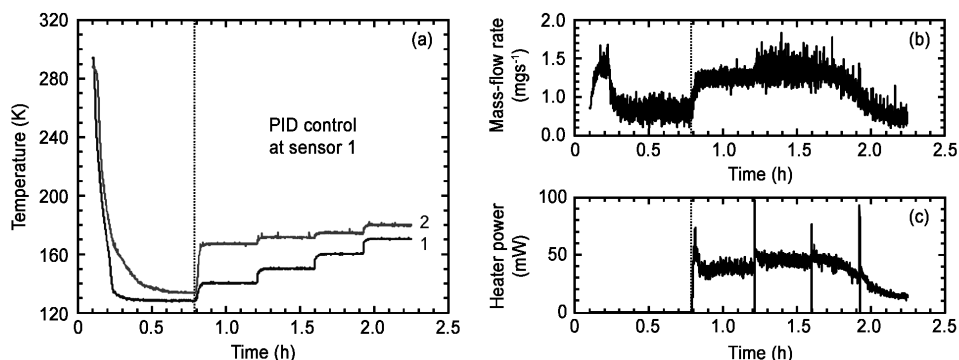 320
280
240
200
160
120
Temperature (K)
0.0
0.5
1.0
1.5
2.0
2.5
Time (h)
(a)
PID control
at sensor 1
2
1
2.0
1.5
1.0
0.0
Mass-flow rate
(mgs⁻¹)
0.0
0.5
1.0
1.5
2.0
2.5
Time (h)
(b)
100
50
0
Heater power
(mW)
0.0
0.5
1.0
1.5
2.0
2.5
Time (h)
(c)